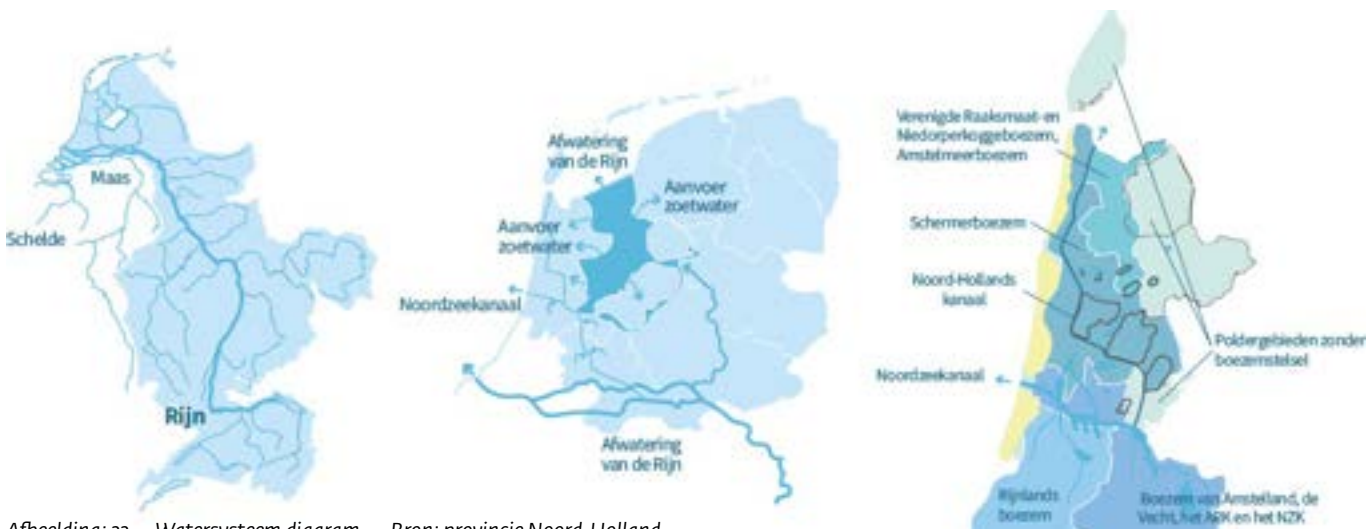 Maas
Schelde
Rijn
Afwatering
van de Rijn
Aanvoer
zoetwater
Aanvoer
zoetwater
Noordzeekanaal
Afwatering
van de Rijn
Verenigde Raaksmaat- en
Niedorperkoggeboezem,
Amstelmeerboezem
Schermerboezem
Noord-Hollands
kanaal
Poldergebieden zonder
boezemstelsel
Noordzeekanaal
Rijnlands
boezem
Boezem van Amstelland, de
Vecht, het ARK en het NZK
Watersysteem diagram Bron: provincie Noord-Holland